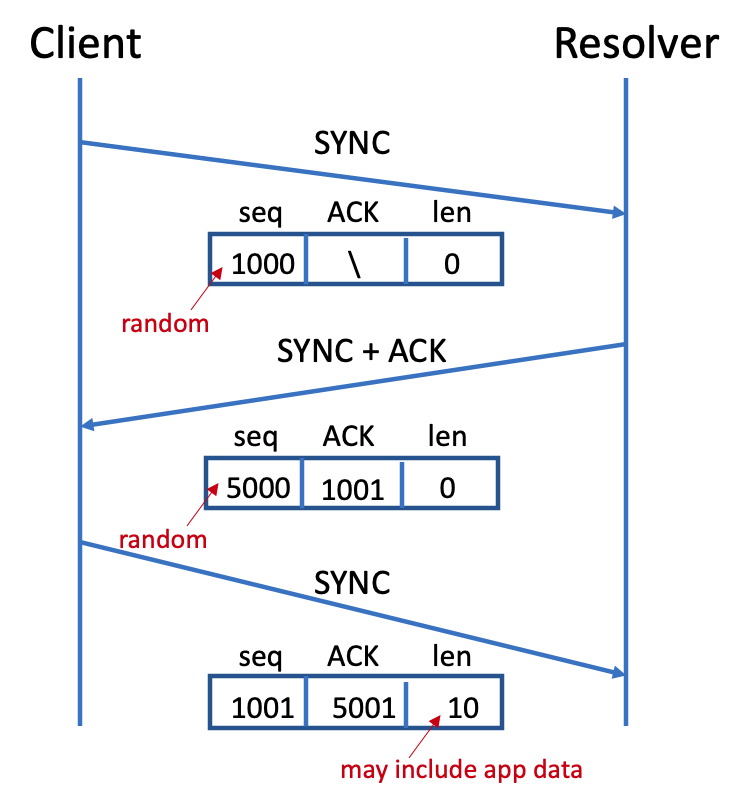 Client Resolver
SYNC
seq ACK len
1000 \ 0
random
SYNC + ACK
seq ACK len
5000 1001 0
random
SYNC
seq ACK len
1001 5001 10
may include app data